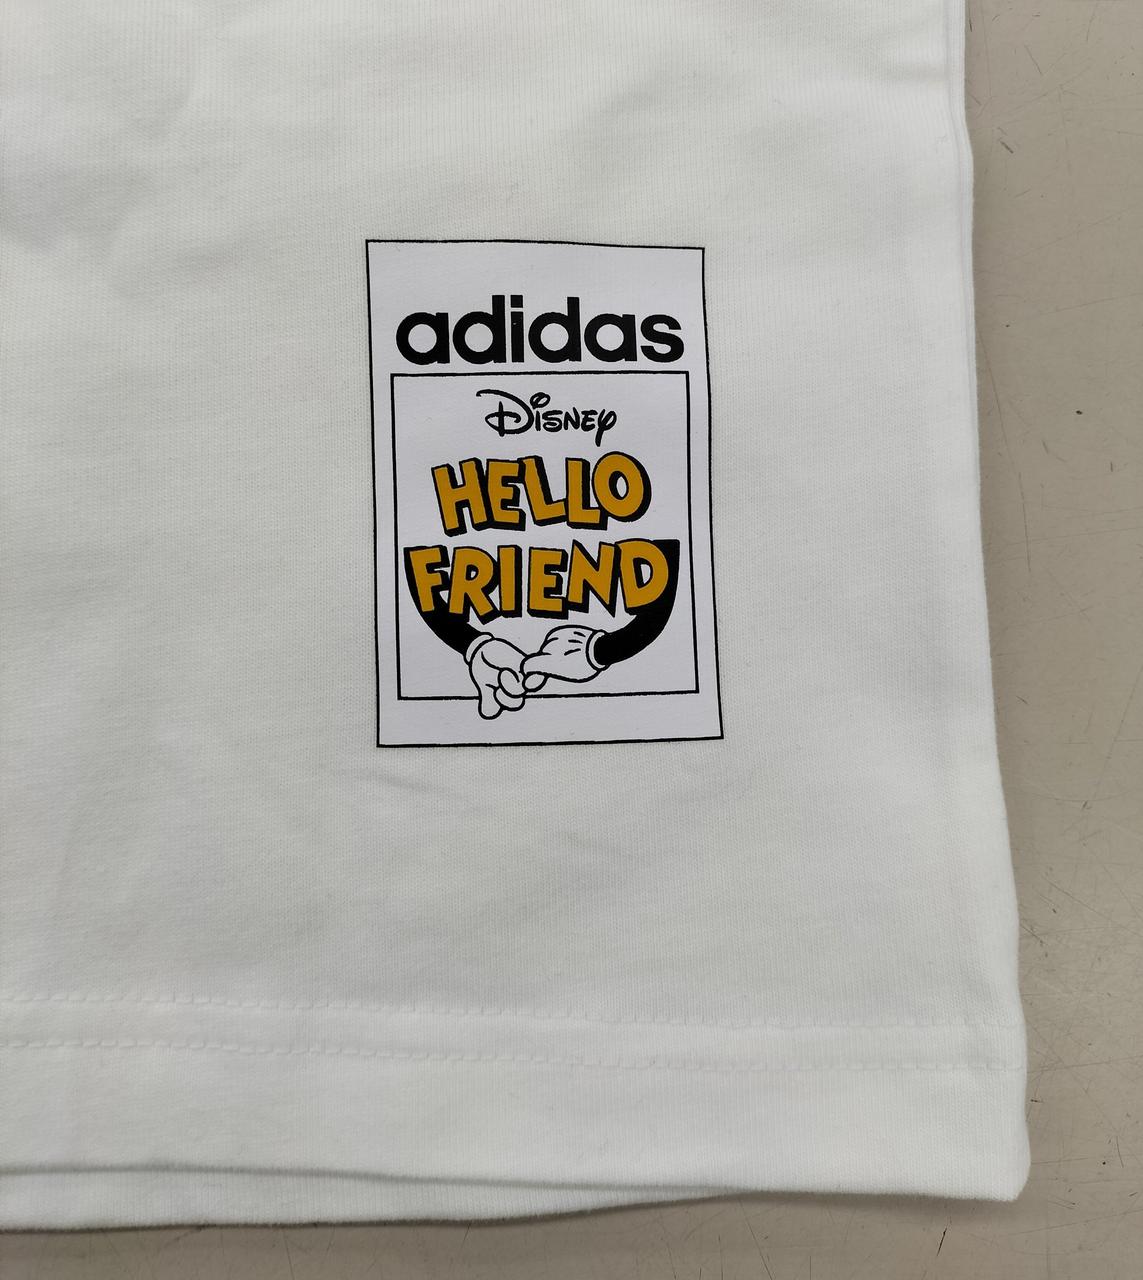 adidas
Disney
HELLO
FRIEND